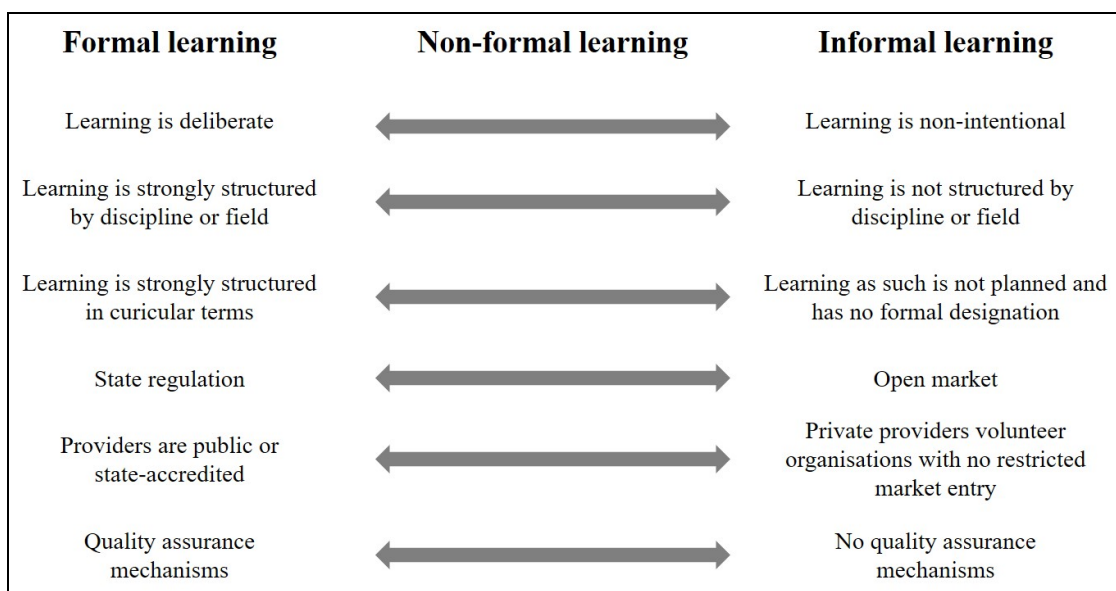 Formal learning
Non-formal learning
Informal learning
Learning is deliberate
Learning is non-intentional
Learning is strongly structured
by discipline or field
Learning is not structured by
discipline or field
Learning is strongly structured
in curicular terms
Learning as such is not planned and
has no formal designation
State regulation
Open market
Providers are public or
state-accredited
Private providers volunteer
organisations with no restricted
market entry
Quality assurance
mechanisms
No quality assurance
mechanisms